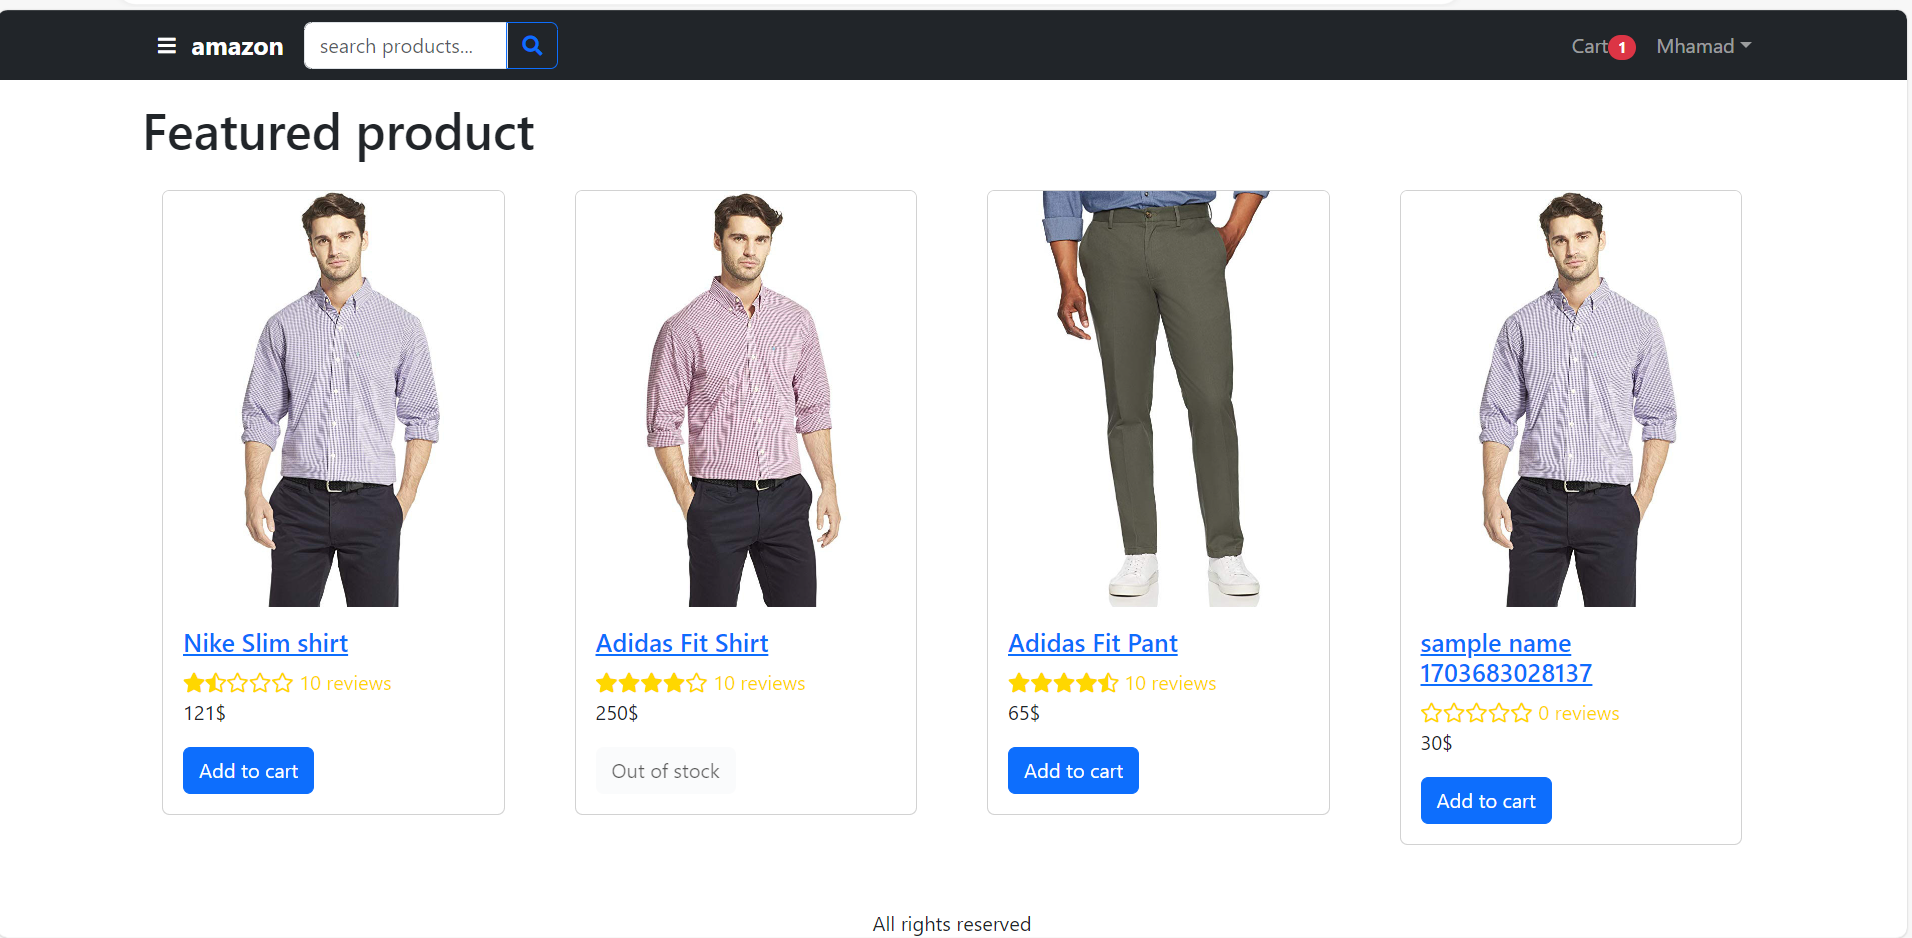 amazon
search products...
Cart 1
Mhamad
Featured product
Nike Slim shirt
10 reviews
121$
Add to cart
Adidas Fit Shirt
10 reviews
250$
Out of stock
Adidas Fit Pant
10 reviews
65$
Add to cart
sample name
1703683028137
0 reviews
30$
Add to cart
All rights reserved